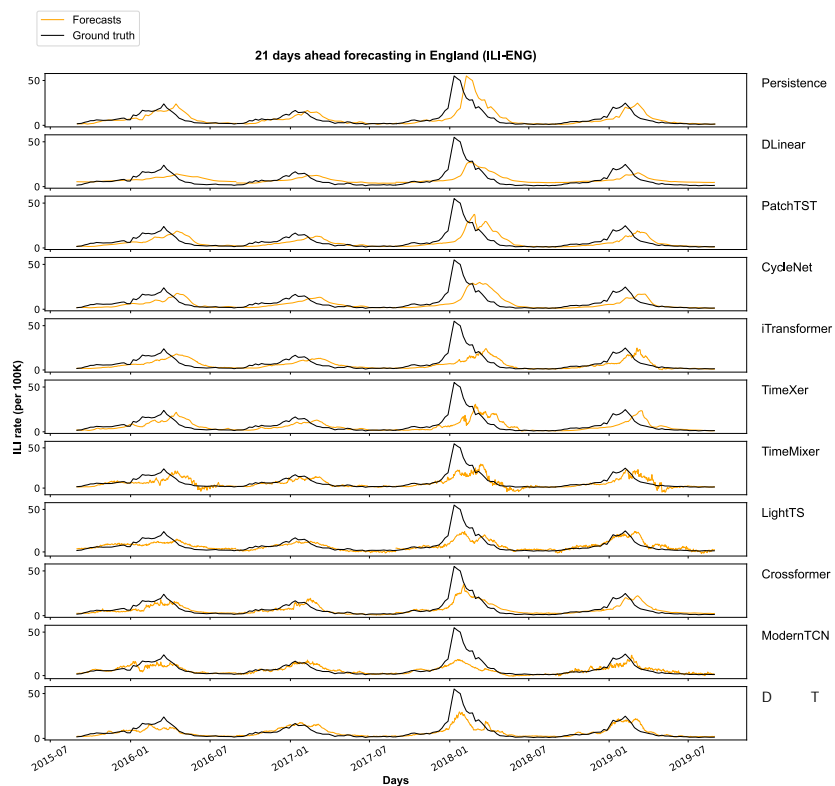 Forecasts
Ground truth
21 days ahead forecasting in England (ILI-ENG)
50
0
Persistence
50
0
DLinear
50
0
PatchTST
50
0
CycleNet
50
0
iTransformer
50
0
TimeXer
50
0
TimeMixer
50
0
LightTS
50
0
Crossformer
50
0
ModernTCN
50
0
D T
ILI rate (per 100K)
2015-07 2016-01 2016-07 2017-01 2017-07 2018-01 2018-07 2019-01 2019-07
Days